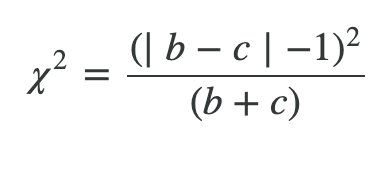 χ² = (| b − c | −1)² / (b + c)